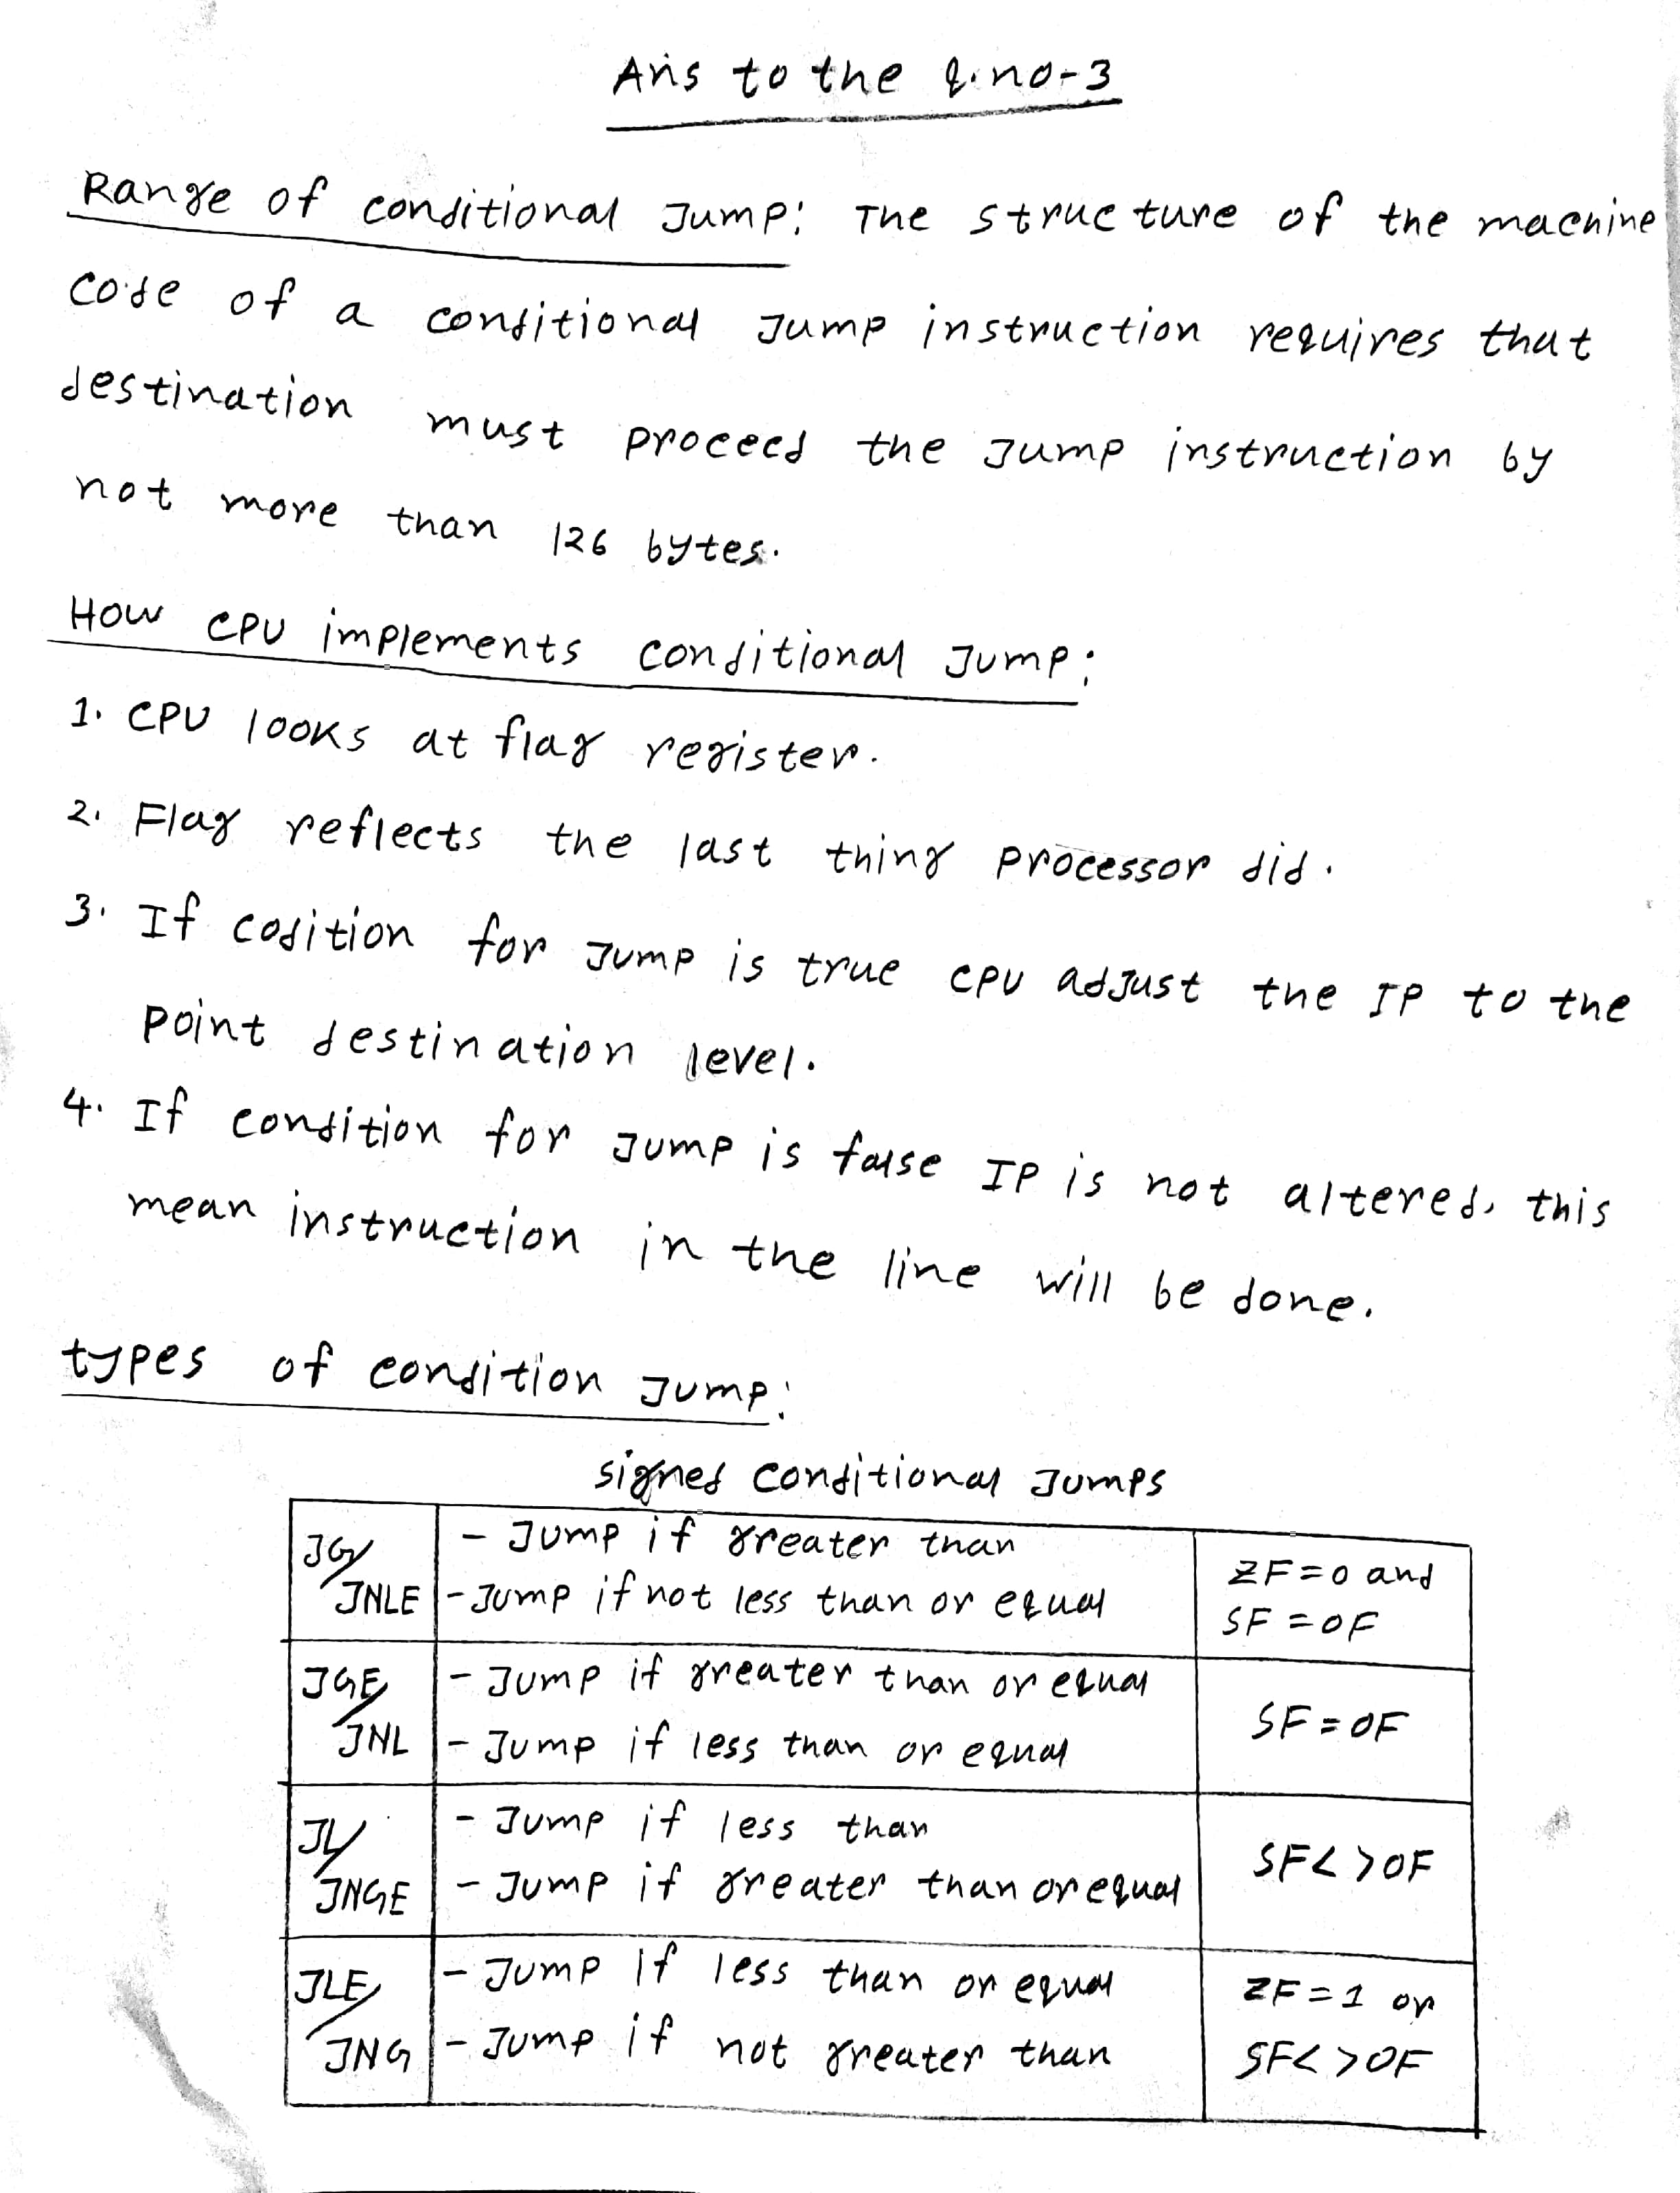 Ans to the q.no-3
Range of conditional Jump: The structure of the machine
code of a conditional Jump instruction requires that
destination must proceed the Jump instruction by
not more than 126 bytes.
How CPU implements conditional Jump:
1. CPU looks at flag register.
2. Flag reflects the last thing processor did.
3. If codition for Jump is true CPU adjust the IP to the
point destination level.
4. If condition for Jump is false IP is not altered, this
mean instruction in the line will be done.
types of condition Jump:
signed conditional Jumps
JG/ - Jump if greater than ZF=0 and
JNLE - Jump if not less than or equal SF=OF
JGE/ - Jump if greater than or equal SF=OF
JNL - Jump if less than or equal
JL/ - Jump if less than SF<>OF
JNGE - Jump if greater than or equal
JLE/ - Jump If less than or equal ZF=1 or
JNG - Jump if not greater than SF<>OF